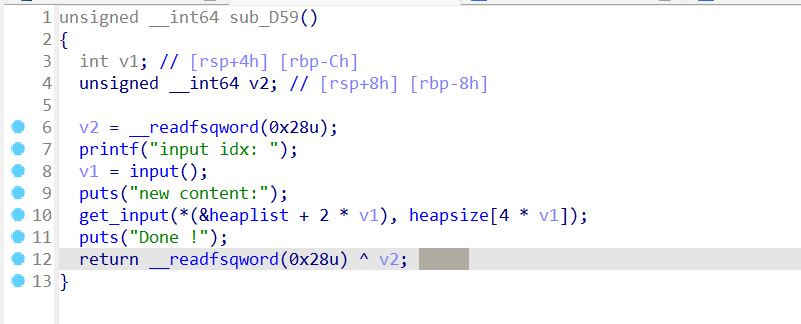 1 unsigned __int64 sub_D59()
2 {
3   int v1; // [rsp+4h] [rbp-Ch]
4   unsigned __int64 v2; // [rsp+8h] [rbp-8h]
5
6   v2 = __readfsqword(0x28u);
7   printf("input idx: ");
8   v1 = input();
9   puts("new content:");
10   get_input(*(&heaplist + 2 * v1), heapsize[4 * v1]);
11   puts("Done !");
12   return __readfsqword(0x28u) ^ v2;
13 }